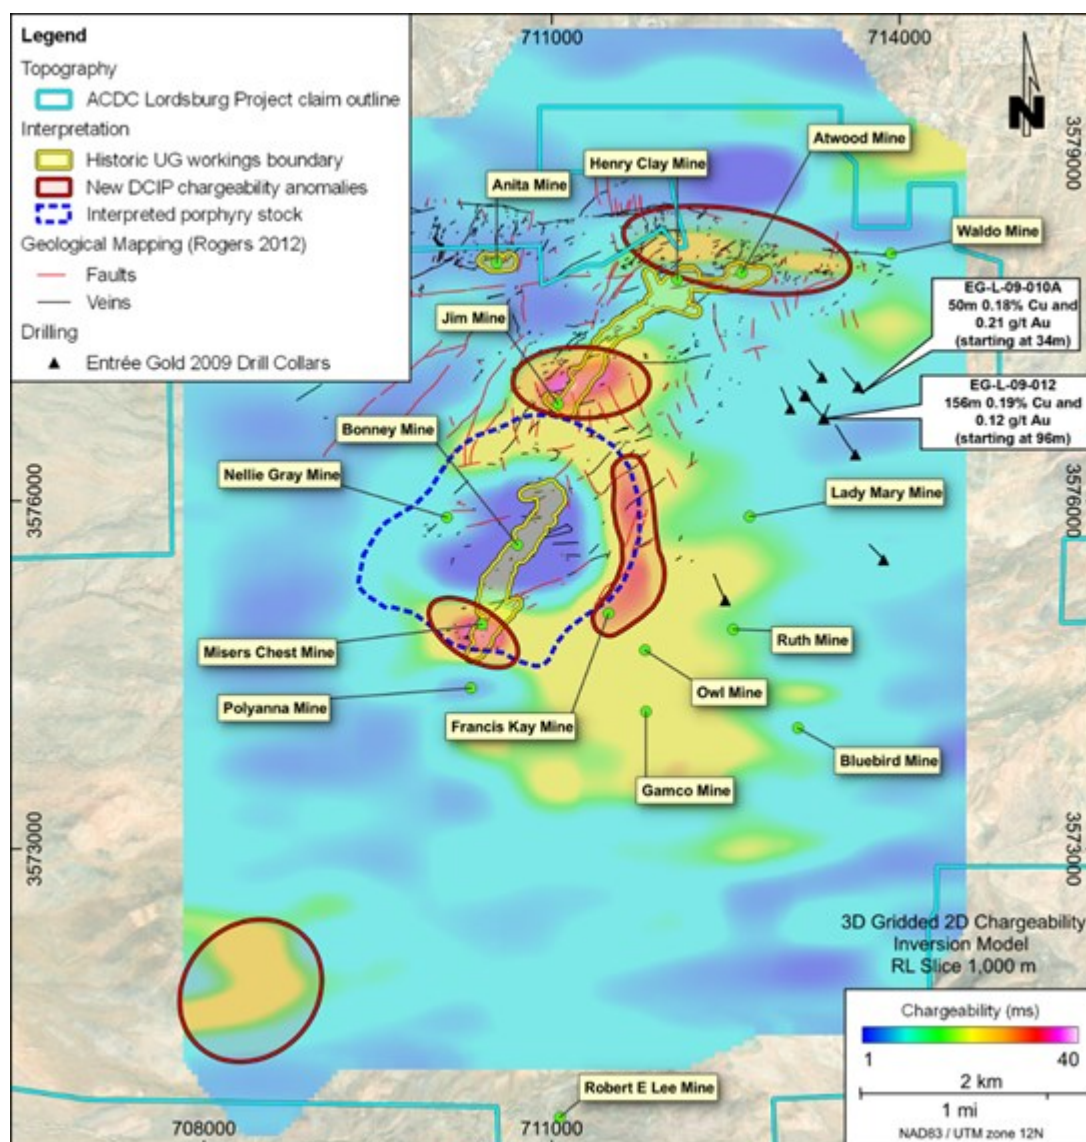 Legend
Topography
ACDC Lordsburg Project claim outline
Interpretation
Historic UG workings boundary
New DCIP chargeability anomalies
Interpreted porphyry stock
Geological Mapping (Rogers 2012)
Faults
Veins
Drilling
Entrée Gold 2009 Drill Collars
711000
714000
N
3579000
Atwood Mine
Henry Clay Mine
Anita Mine
Waldo Mine
EG-L-09-010A
50m 0.18% Cu and
0.21 g/t Au
(starting at 34m)
Jim Mine
EG-L-09-012
156m 0.19% Cu and
0.12 g/t Au
(starting at 96m)
Bonney Mine
Nellie Gray Mine
Lady Mary Mine
3576000
3576000
Ruth Mine
Misers Chest Mine
Owl Mine
Polyanna Mine
Francis Kay Mine
Bluebird Mine
Gamco Mine
3573000
3573000
3D Gridded 2D Chargeability
Inversion Model
RL Slice 1,000 m
Chargeability (ms)
1 40
2 km
1 mi
NAD83 / UTM zone 12N
Robert E Lee Mine
708000
711000